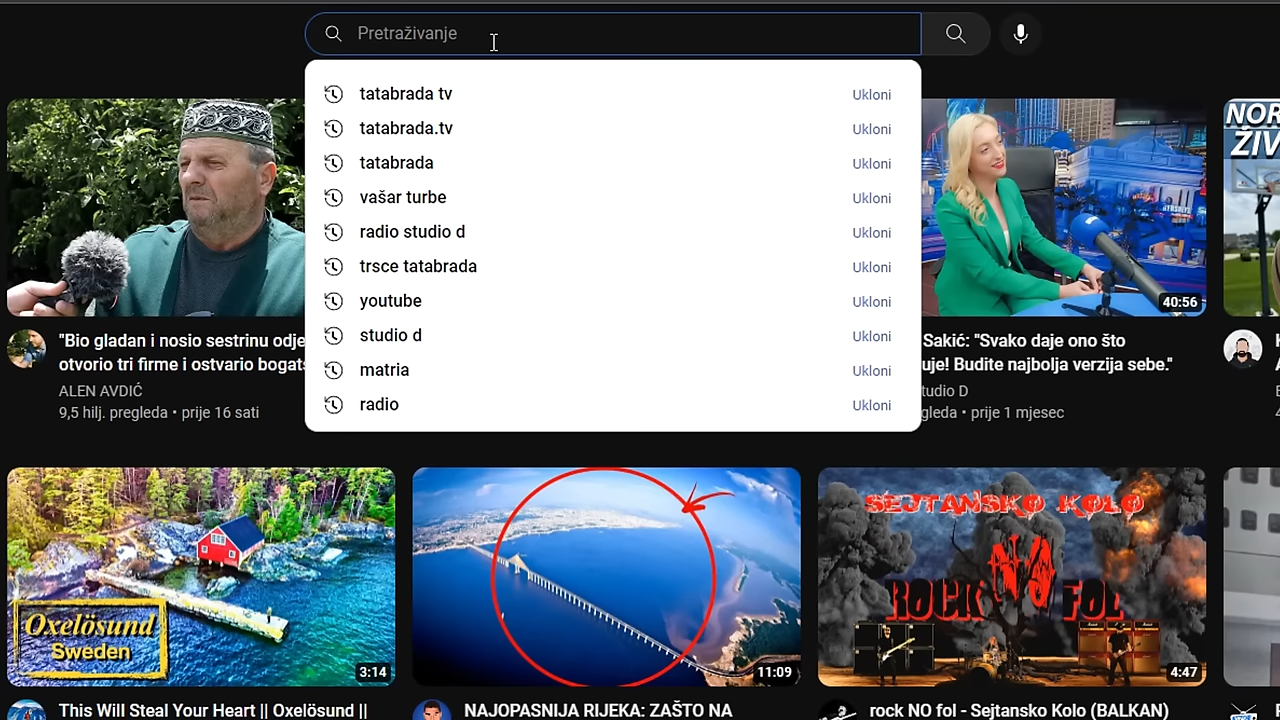 Pretraživanje
tatabrada tv
Ukloni
tatabrada.tv
Ukloni
tatabrada
Ukloni
vašar turbe
Ukloni
radio studio d
Ukloni
trsce tatabrada
Ukloni
youtube
Ukloni
studio d
Ukloni
matria
Ukloni
radio
Ukloni
40:56
NOR
ŽIV
"Bio gladan i nosio sestrinu odje
otvorio tri firme i ostvario bogats
ALEN AVDIĆ
9,5 hilj. pregleda • prije 16 sati
Sakić: "Svako daje ono što
uje! Budite najbolja verzija sebe."
tudio D
gleda • prije 1 mjesec
Oxelösund
Sweden
3:14
11:09
SEJTANSKO KOLO
ROCK NO FOL
4:47
This Will Steal Your Heart || Oxelösund ||
NAJOPASNIJA RIJEKA: ZAŠTO NA
rock NO fol - Sejtansko Kolo (BALKAN)